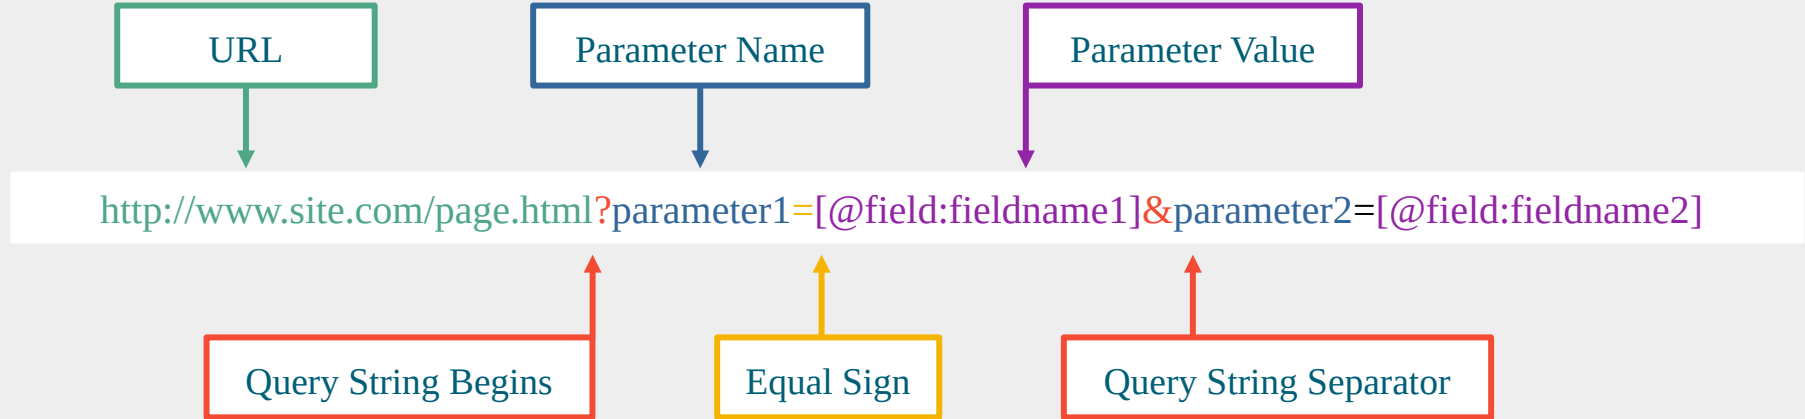 URL
Parameter Name
Parameter Value
http://www.site.com/page.html?parameter1=[@field:fieldname1]&parameter2=[@field:fieldname2]
Query String Begins
Equal Sign
Query String Separator